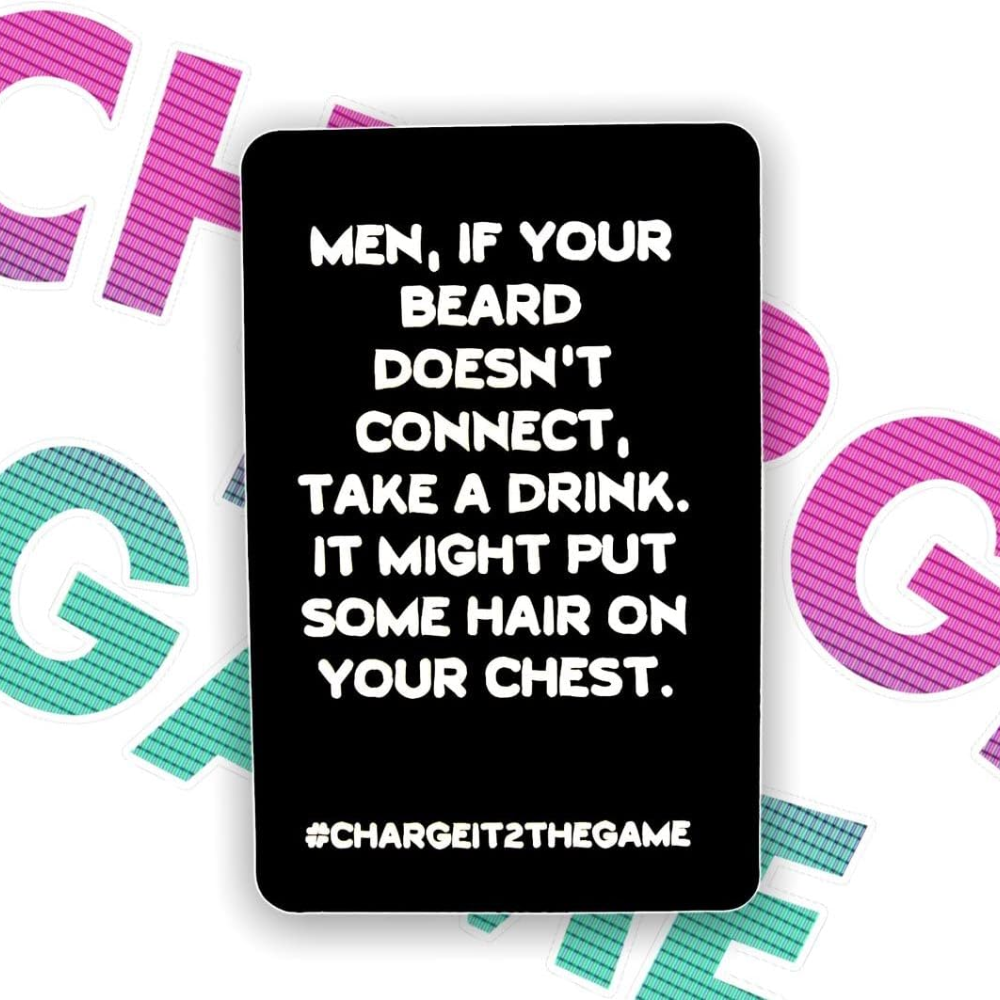 MEN, IF YOUR
BEARD
DOESN'T
CONNECT,
TAKE A DRINK.
IT MIGHT PUT
SOME HAIR ON
YOUR CHEST.
#CHARGEIT2THEGAME